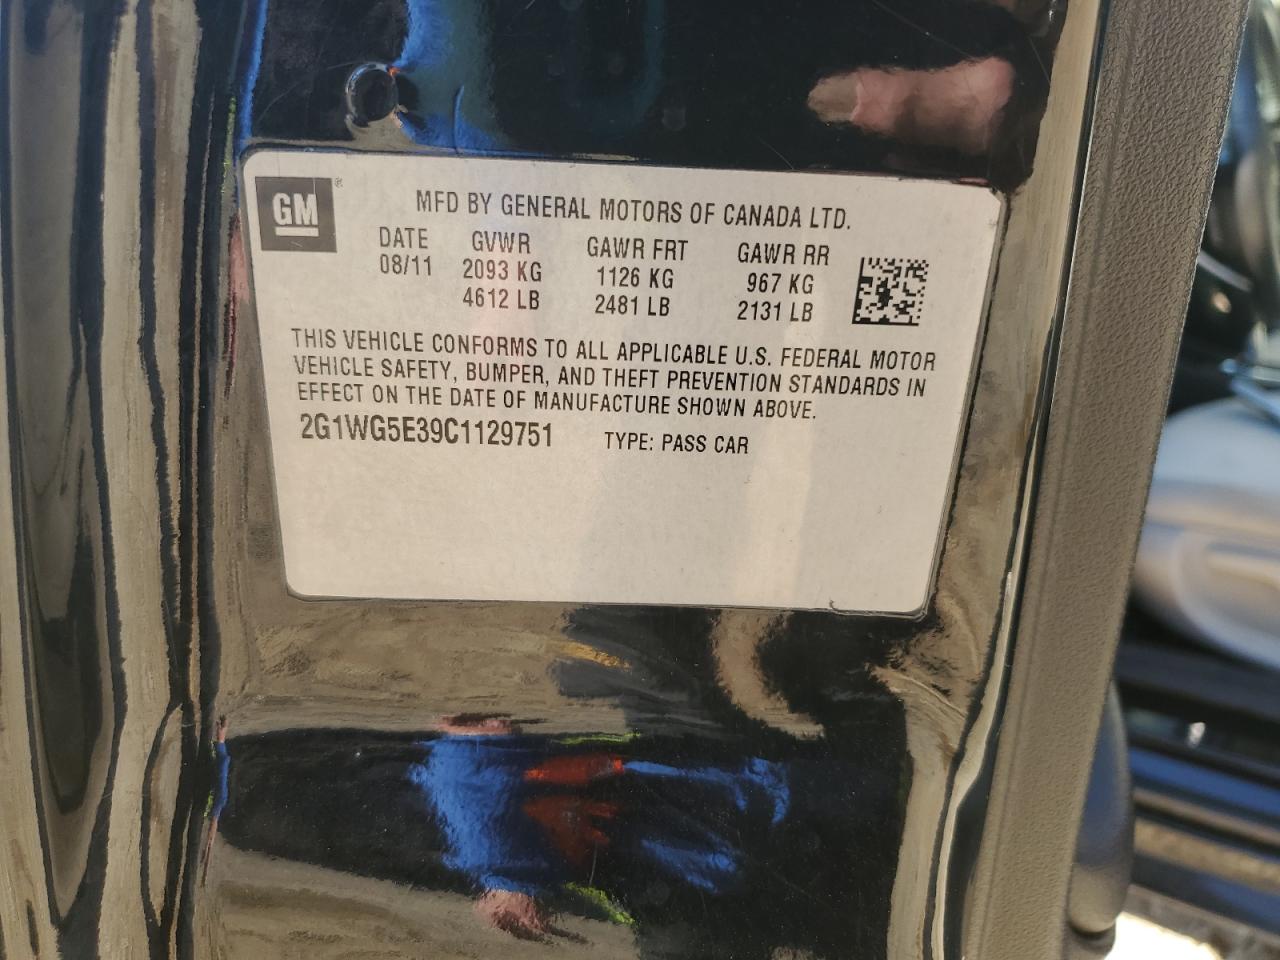 GM
MFD BY GENERAL MOTORS OF CANADA LTD.
DATE GVWR GAWR FRT GAWR RR
08/11 2093 KG 1126 KG 967 KG
4612 LB 2481 LB 2131 LB
THIS VEHICLE CONFORMS TO ALL APPLICABLE U.S. FEDERAL MOTOR
VEHICLE SAFETY, BUMPER, AND THEFT PREVENTION STANDARDS IN
EFFECT ON THE DATE OF MANUFACTURE SHOWN ABOVE.
2G1WG5E39C1129751 TYPE: PASS CAR